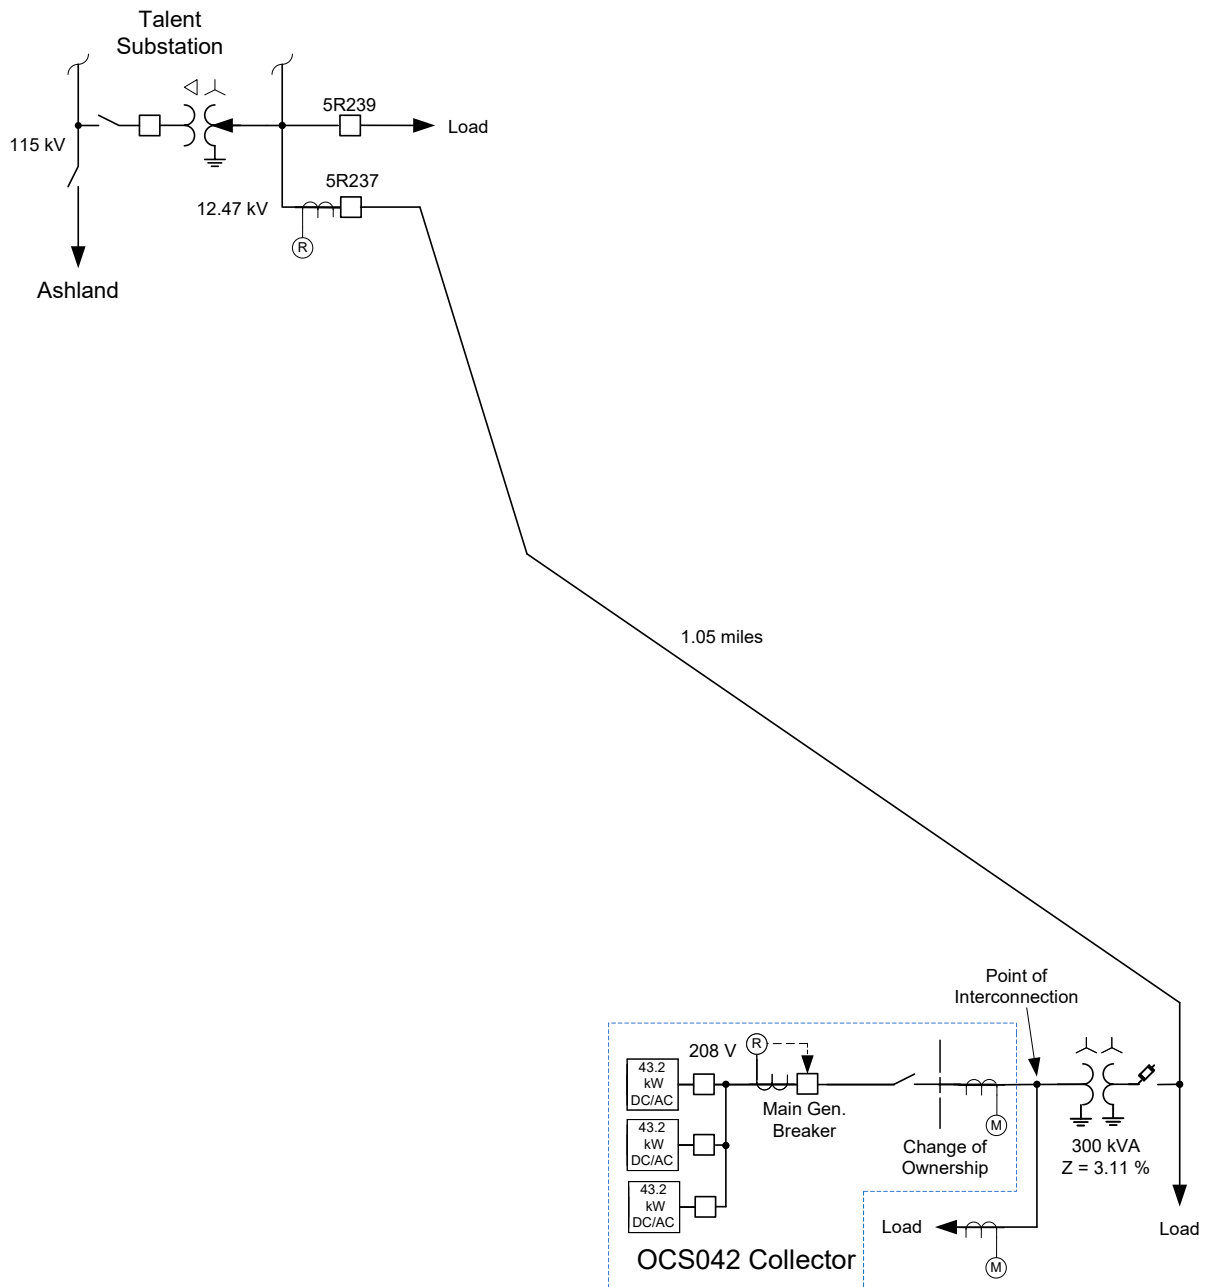 Talent
Substation
5R239
Load
115 kV
5R237
12.47 kV
R
Ashland
1.05 miles
Point of
Interconnection
208 V
R
43.2
kW
DC/AC
Main Gen.
Breaker
M
43.2
kW
DC/AC
Change of
Ownership
300 kVA
Z = 3.11 %
43.2
kW
DC/AC
Load
Load
OCS042 Collector
M